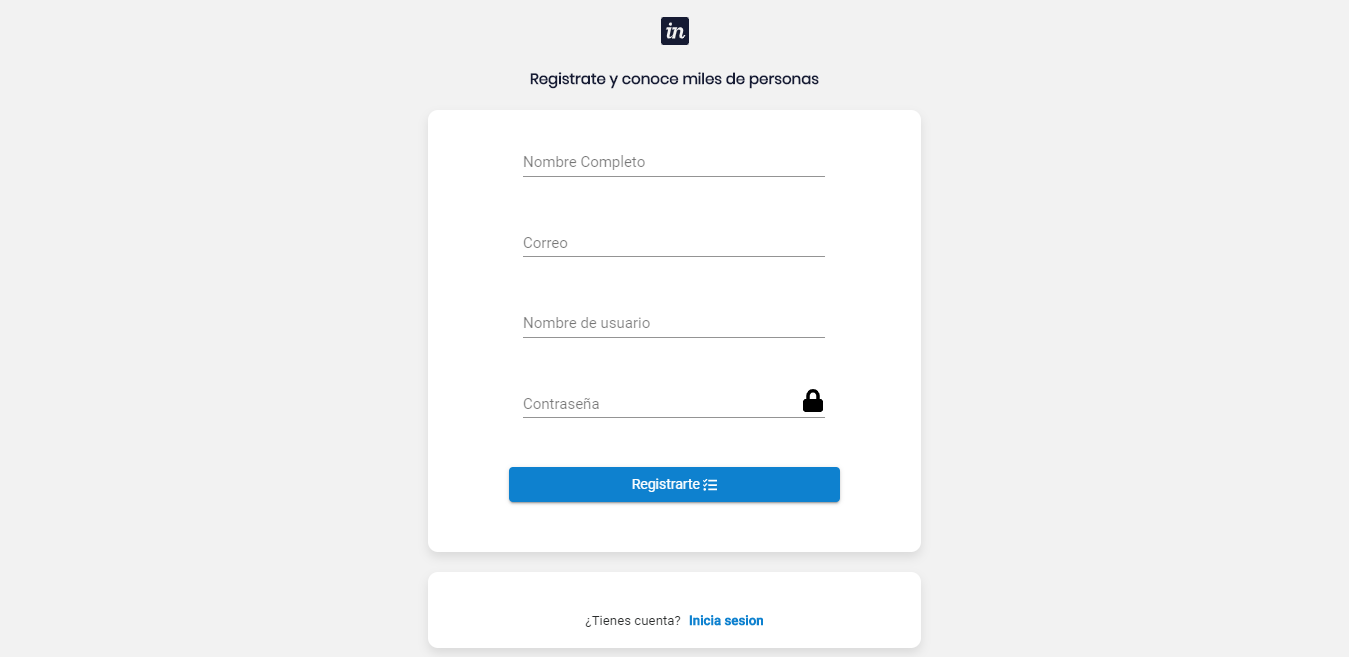 in
Registrate y conoce miles de personas
Nombre Completo
Correo
Nombre de usuario
Contraseña
Registrarte
¿Tienes cuenta? Inicia sesion